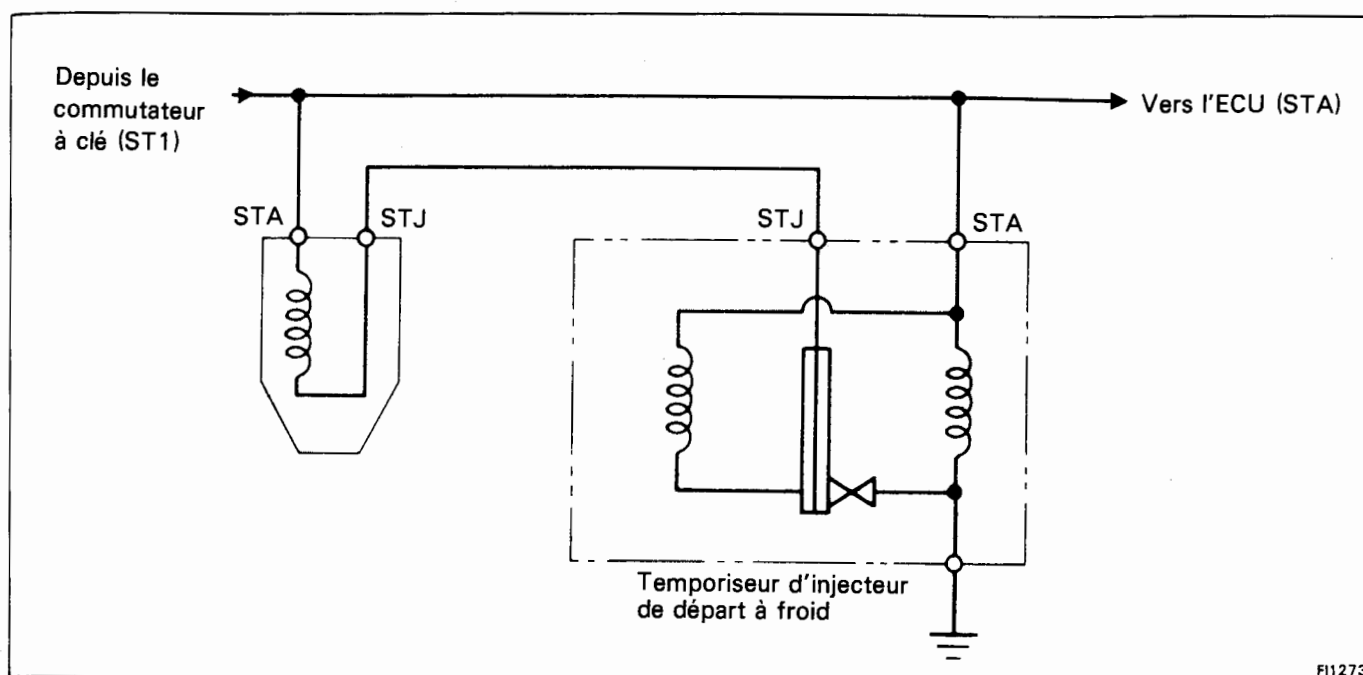 Depuis le
commutateur
à clé (ST1)
Vers l'ECU (STA)
STA
STJ
STJ
STA
Temporiseur d'injecteur
de départ à froid
FI1273